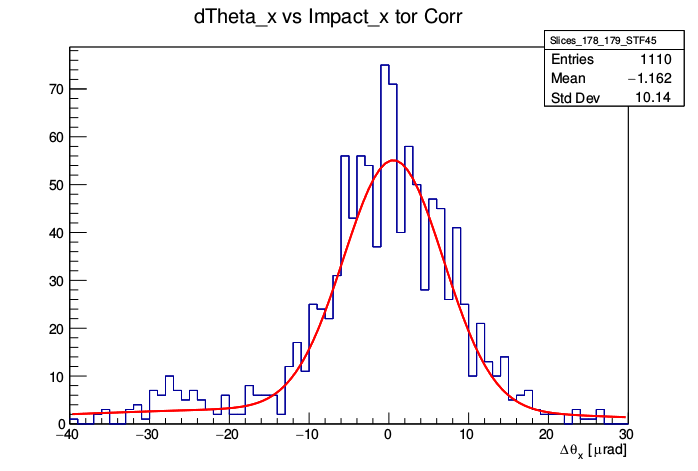 dTheta_x vs Impact_x tor Corr
Slices_178_179_STF45
Entries 1110
Mean −1.162
Std Dev 10.14
70
60
50
40
30
20
10
0
−40 −30 −20 −10 0 10 20 30
Δθx [μrad]